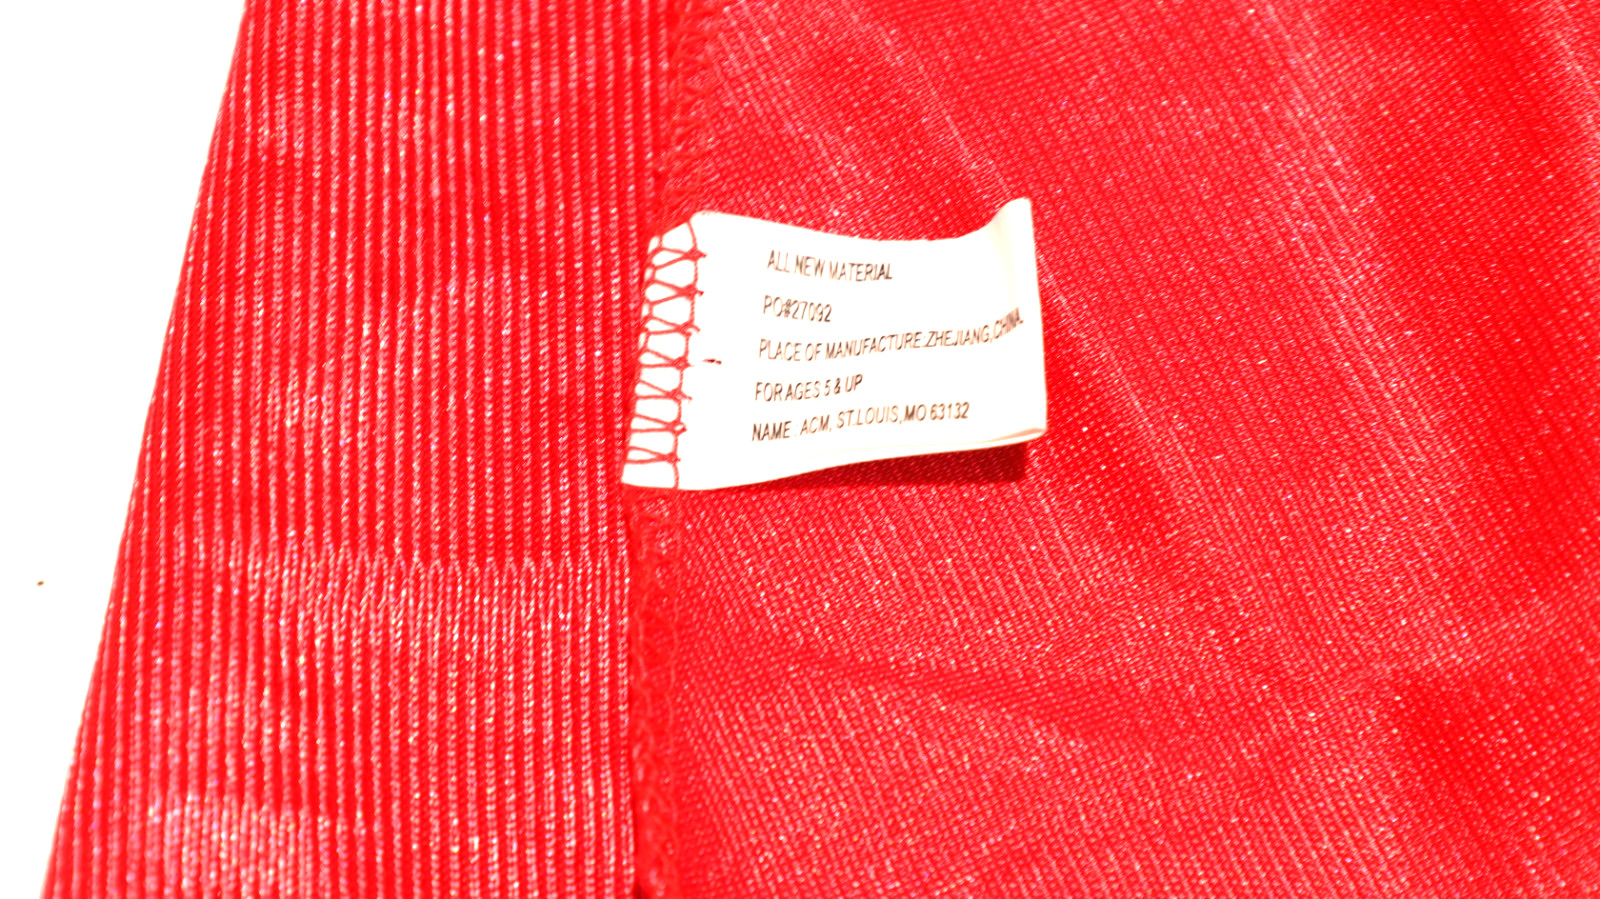 ALL NEW MATERIAL
PO#27092
PLACE OF MANUFACTURE:ZHEJIANG,CHINA
FOR AGES 5 & UP
NAME: ACM, ST.LOUIS,MO 63132